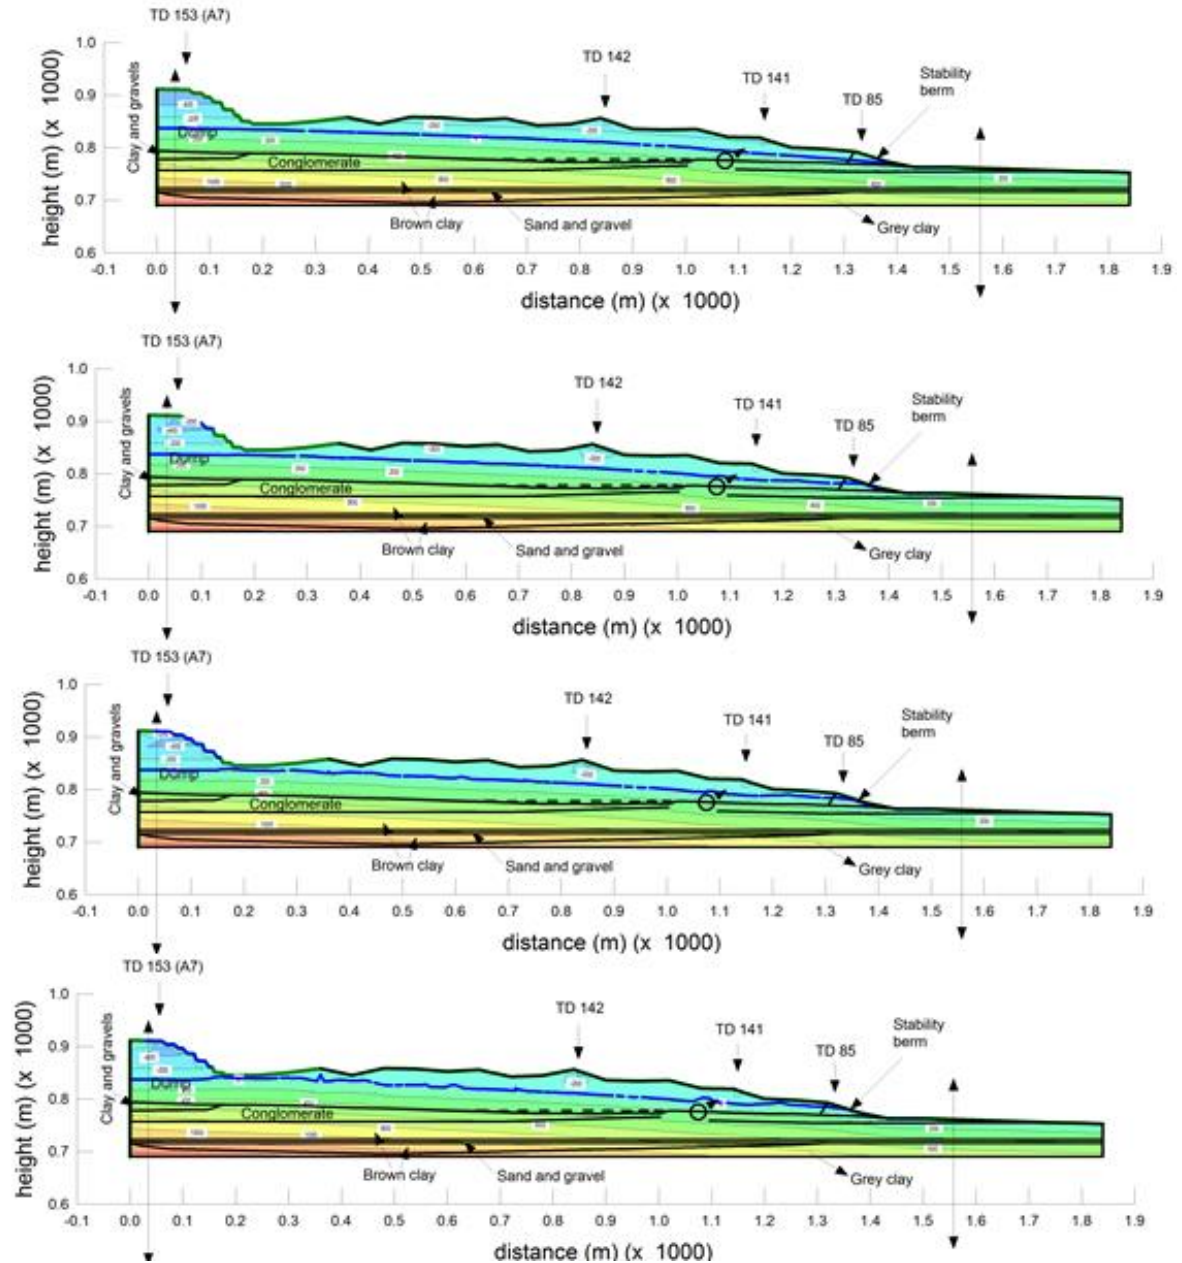 TD 153 (A7)
TD 142
TD 141
TD 85
Stability
berm
1.0
0.9
0.8
0.7
0.6
height (m) (x 1000)
Clay and gravels
Dump
Conglomerate
Brown clay
Sand and gravel
Grey clay
-0.1 0.0 0.1 0.2 0.3 0.4 0.5 0.6 0.7 0.8 0.9 1.0 1.1 1.2 1.3 1.4 1.5 1.6 1.7 1.8 1.9
distance (m) (x 1000)
TD 153 (A7)
TD 142
TD 141
TD 85
Stability
berm
1.0
0.9
0.8
0.7
0.6
height (m) (x 1000)
Clay and gravels
Dump
Conglomerate
Brown clay
Sand and gravel
Grey clay
-0.1 0.0 0.1 0.2 0.3 0.4 0.5 0.6 0.7 0.8 0.9 1.0 1.1 1.2 1.3 1.4 1.5 1.6 1.7 1.8 1.9
distance (m) (x 1000)
TD 153 (A7)
TD 142
TD 141
TD 85
Stability
berm
1.0
0.9
0.8
0.7
0.6
height (m) (x 1000)
Clay and gravels
Dump
Conglomerate
Brown clay
Sand and gravel
Grey clay
-0.1 0.0 0.1 0.2 0.3 0.4 0.5 0.6 0.7 0.8 0.9 1.0 1.1 1.2 1.3 1.4 1.5 1.6 1.7 1.8 1.9
distance (m) (x 1000)
TD 153 (A7)
TD 142
TD 141
TD 85
Stability
berm
1.0
0.9
0.8
0.7
0.6
height (m) (x 1000)
Clay and gravels
Dump
Conglomerate
Brown clay
Sand and gravel
Grey clay
-0.1 0.0 0.1 0.2 0.3 0.4 0.5 0.6 0.7 0.8 0.9 1.0 1.1 1.2 1.3 1.4 1.5 1.6 1.7 1.8 1.9
distance (m) (x 1000)